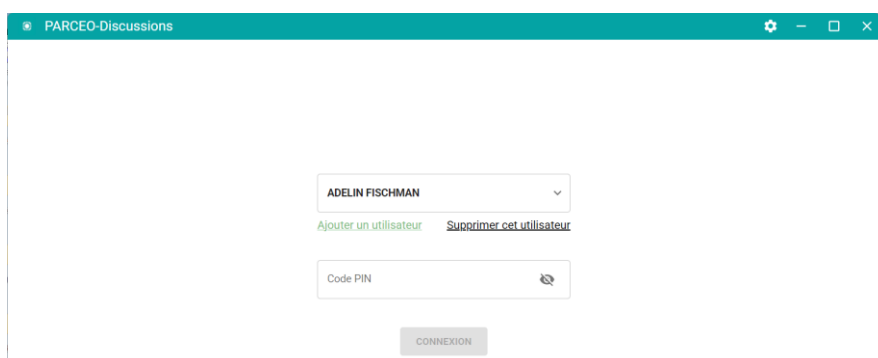 PARCEO-Discussions
ADELIN FISCHMAN
Ajouter un utilisateur Supprimer cet utilisateur
Code PIN
CONNEXION